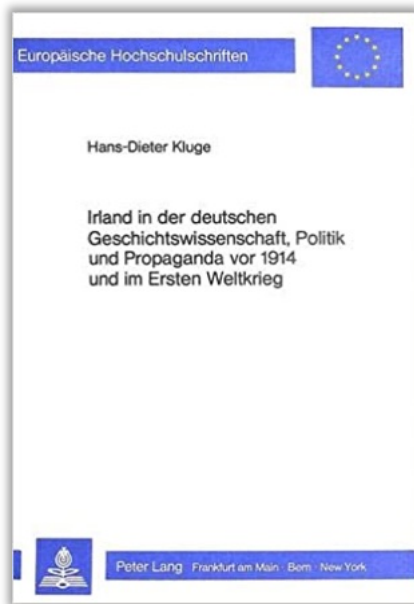 Europäische Hochschulschriften
Hans-Dieter Kluge
Irland in der deutschen
Geschichtswissenschaft, Politik
und Propaganda vor 1914
und im Ersten Weltkrieg
Peter Lang Frankfurt am Main · Bern · New York